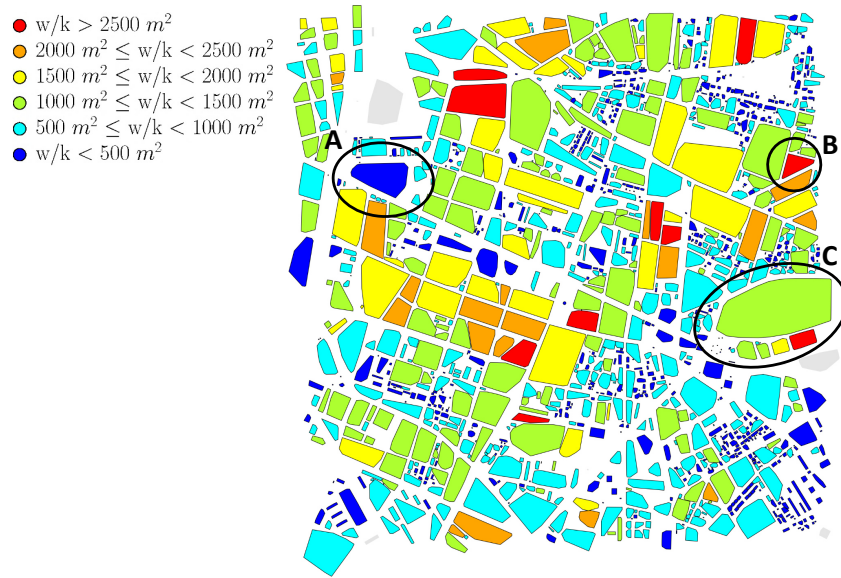 w/k > 2500 m²
2000 m² ≤ w/k < 2500 m²
1500 m² ≤ w/k < 2000 m²
1000 m² ≤ w/k < 1500 m²
500 m² ≤ w/k < 1000 m²
w/k < 500 m²
A
B
C